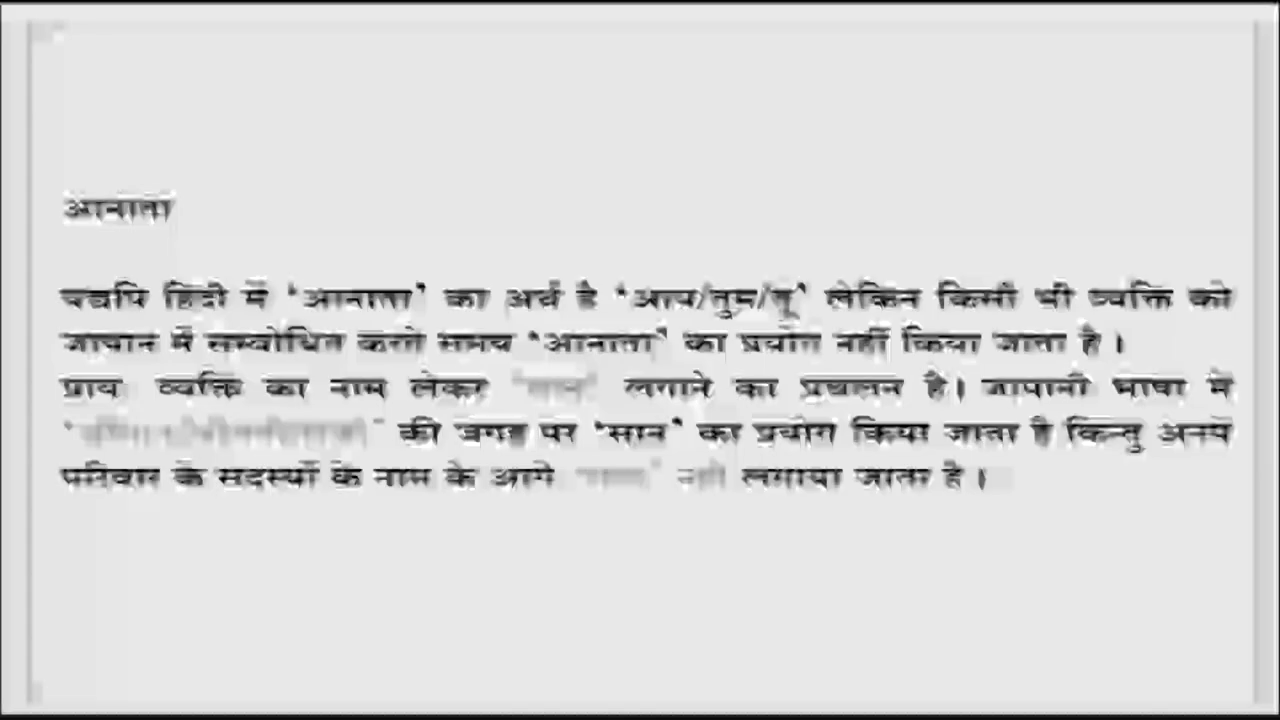 आनाता
यद्यपि हिंदी में 'आनाता' का अर्थ है 'आप/तुम/तू' लेकिन किसी भी व्यक्ति को
जापान में सम्बोधित करते समय 'आनाता' का प्रयोग नहीं किया जाता है।
प्राय व्यक्ति का नाम लेकर लगाने का प्रचलन है। जापानी भाषा में
की जगह पर 'सान' का प्रयोग किया जाता है किन्तु अपने
परिवार के सदस्यों के नाम के आगे नहीं लगाया जाता है।